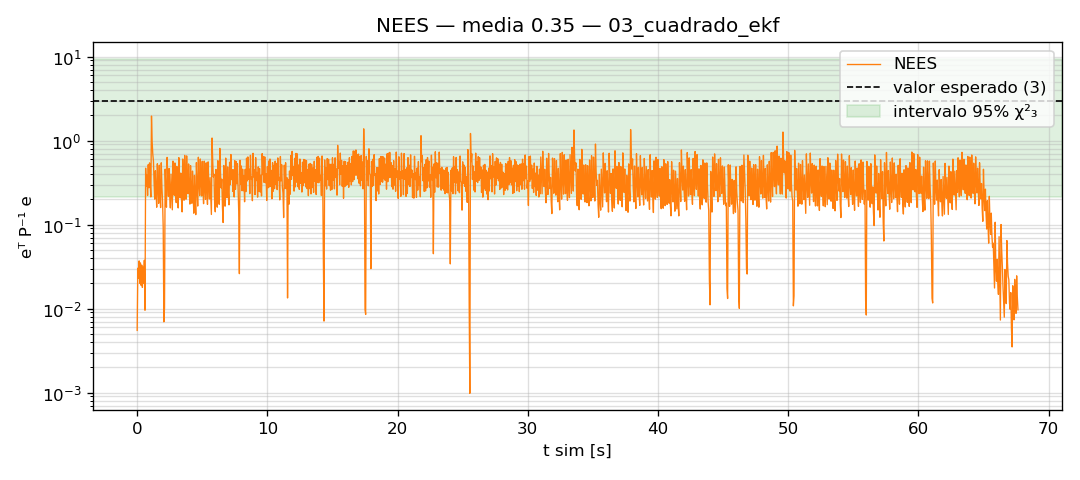 NEES — media 0.35 — 03_cuadrado_ekf
eᵀ P⁻¹ e
10¹
10⁰
10⁻¹
10⁻²
10⁻³
NEES
valor esperado (3)
intervalo 95% χ²₃
0 10 20 30 40 50 60 70
t sim [s]